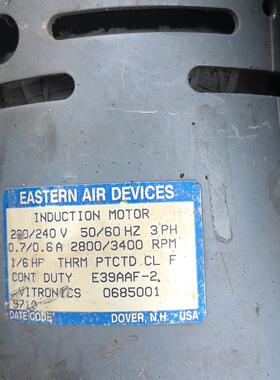 EASTERN AIR DEVICES
INDUCTION MOTOR
200/240 V 50/60 HZ 3 PH
0.7/0.6 A 2800/3400 RPM
1/6 HP THRM PTCTD CL F
CONT DUTY E39AAF-2,
VITRONICS 0685001
9710
DATE CODE DOVER, N.H. USA